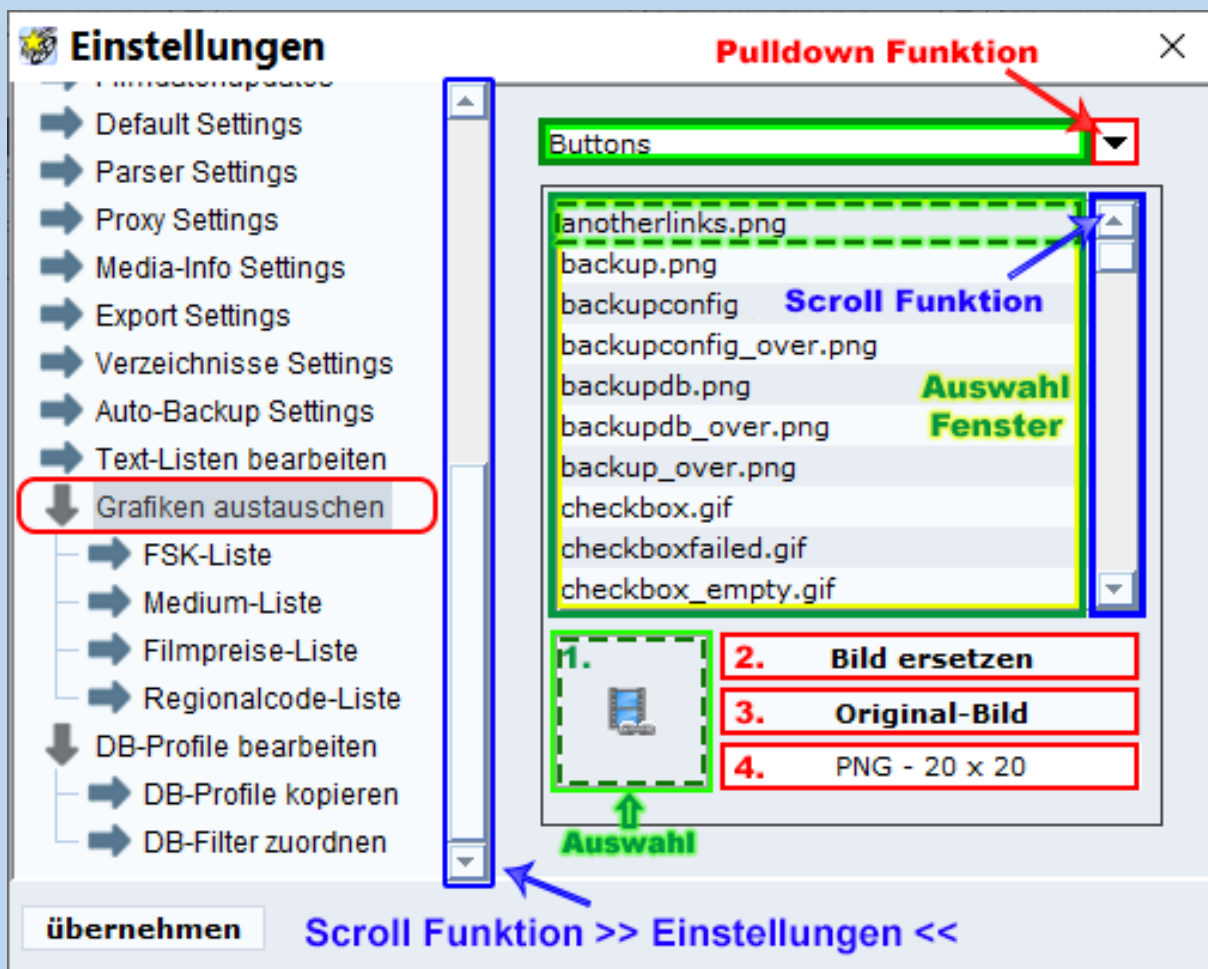 Einstellungen
Pulldown Funktion
Default Settings
Parser Settings
Proxy Settings
Media-Info Settings
Export Settings
Verzeichnisse Settings
Auto-Backup Settings
Text-Listen bearbeiten
Grafiken austauschen
FSK-Liste
Medium-Liste
Filmpreise-Liste
Regionalcode-Liste
DB-Profile bearbeiten
DB-Profile kopieren
DB-Filter zuordnen
Buttons
anotherlinks.png
backup.png
backupconfig
Scroll Funktion
backupconfig_over.png
backupdb.png
backupdb_over.png
Auswahl
Fenster
backup_over.png
checkbox.gif
checkboxfailed.gif
checkbox_empty.gif
1.
2. Bild ersetzen
3. Original-Bild
4. PNG - 20 x 20
Auswahl
übernehmen
Scroll Funktion >> Einstellungen <<